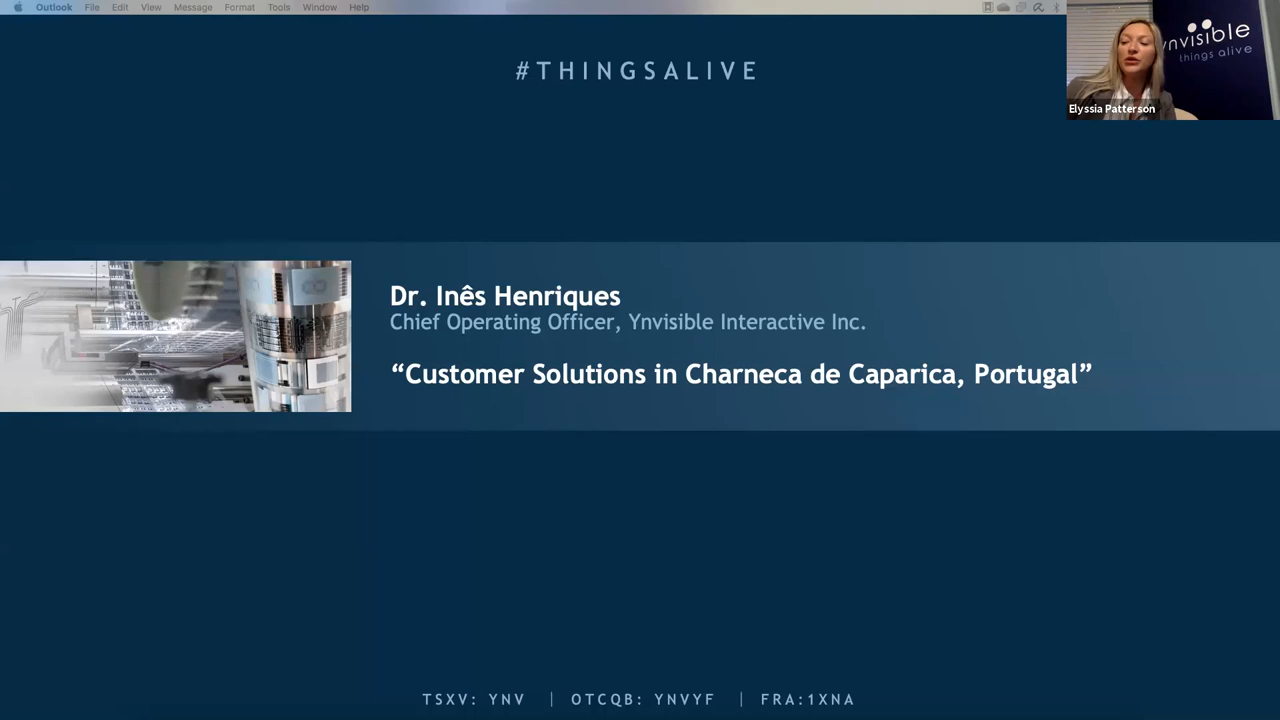 Outlook File Edit View Message Format Tools Window Help
#THINGSALIVE
ynvisible
things alive
Elyssia Patterson
Dr. Inês Henriques
Chief Operating Officer, Ynvisible Interactive Inc.
“Customer Solutions in Charneca de Caparica, Portugal”
TSXV: YNV | OTCQB: YNVYF | FRA:1XNA